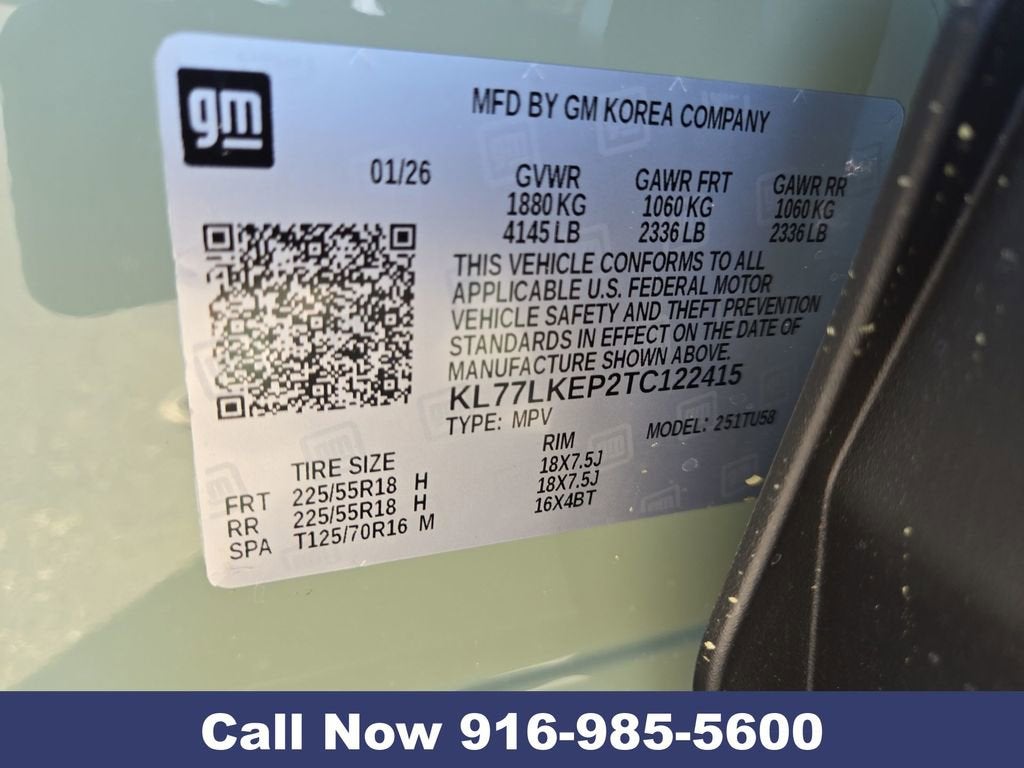 gm
MFD BY GM KOREA COMPANY
01/26 GVWR GAWR FRT GAWR RR
1880 KG 1060 KG 1060 KG
4145 LB 2336 LB 2336 LB
THIS VEHICLE CONFORMS TO ALL
APPLICABLE U.S. FEDERAL MOTOR
VEHICLE SAFETY AND THEFT PREVENTION
STANDARDS IN EFFECT ON THE DATE OF
MANUFACTURE SHOWN ABOVE.
KL77LKEP2TC122415
TYPE: MPV MODEL: 251TU58
TIRE SIZE RIM
FRT 225/55R18 H 18X7.5J
RR 225/55R18 H 18X7.5J
SPA T125/70R16 M 16X4BT
Call Now 916-985-5600